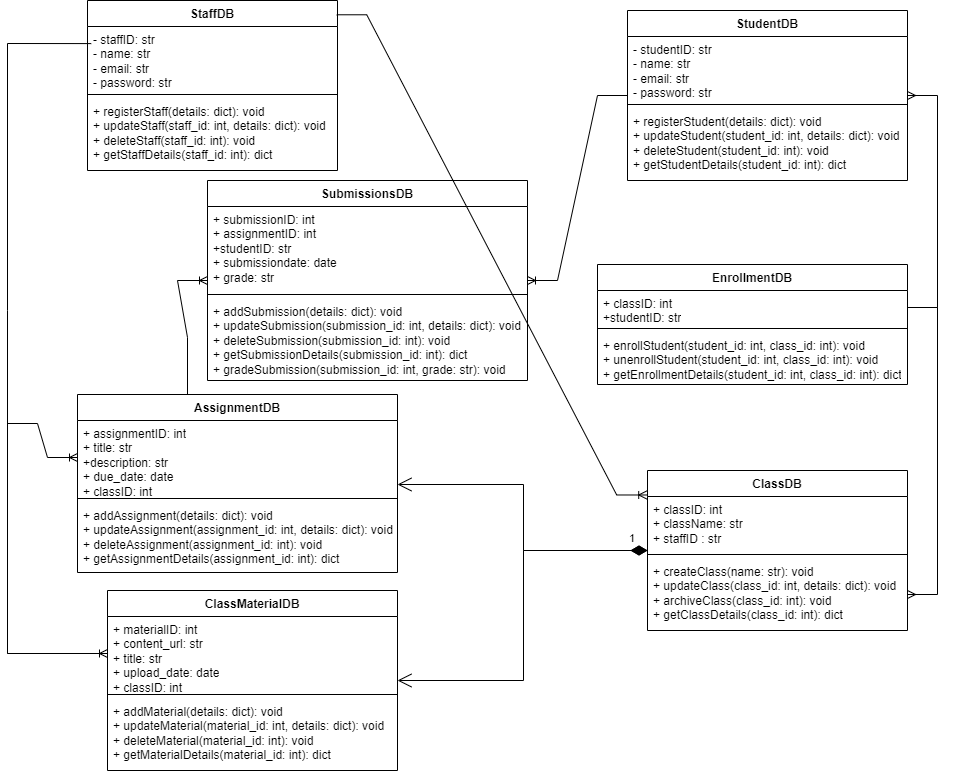 StaffDB
- staffID: str
- name: str
- email: str
- password: str
+ registerStaff(details: dict): void
+ updateStaff(staff_id: int, details: dict): void
+ deleteStaff(staff_id: int): void
+ getStaffDetails(staff_id: int): dict
StudentDB
- studentID: str
- name: str
- email: str
- password: str
+ registerStudent(details: dict): void
+ updateStudent(student_id: int, details: dict): void
+ deleteStudent(student_id: int): void
+ getStudentDetails(student_id: int): dict
SubmissionsDB
+ submissionID: int
+ assignmentID: int
+studentID: str
+ submissiondate: date
+ grade: str
+ addSubmission(details: dict): void
+ updateSubmission(submission_id: int, details: dict): void
+ deleteSubmission(submission_id: int): void
+ getSubmissionDetails(submission_id: int): dict
+ gradeSubmission(submission_id: int, grade: str): void
EnrollmentDB
+ classID: int
+studentID: str
+ enrollStudent(student_id: int, class_id: int): void
+ unenrollStudent(student_id: int, class_id: int): void
+ getEnrollmentDetails(student_id: int, class_id: int): dict
AssignmentDB
+ assignmentID: int
+ title: str
+description: str
+ due_date: date
+ classID: int
+ addAssignment(details: dict): void
+ updateAssignment(assignment_id: int, details: dict): void
+ deleteAssignment(assignment_id: int): void
+ getAssignmentDetails(assignment_id: int): dict
ClassDB
+ classID: int
+ className: str
+ staffID : str
1
+ createClass(name: str): void
+ updateClass(class_id: int, details: dict): void
+ archiveClass(class_id: int): void
+ getClassDetails(class_id: int): dict
ClassMaterialDB
+ materialID: int
+ content_url: str
+ title: str
+ upload_date: date
+ classID: int
+ addMaterial(details: dict): void
+ updateMaterial(material_id: int, details: dict): void
+ deleteMaterial(material_id: int): void
+ getMaterialDetails(material_id: int): dict